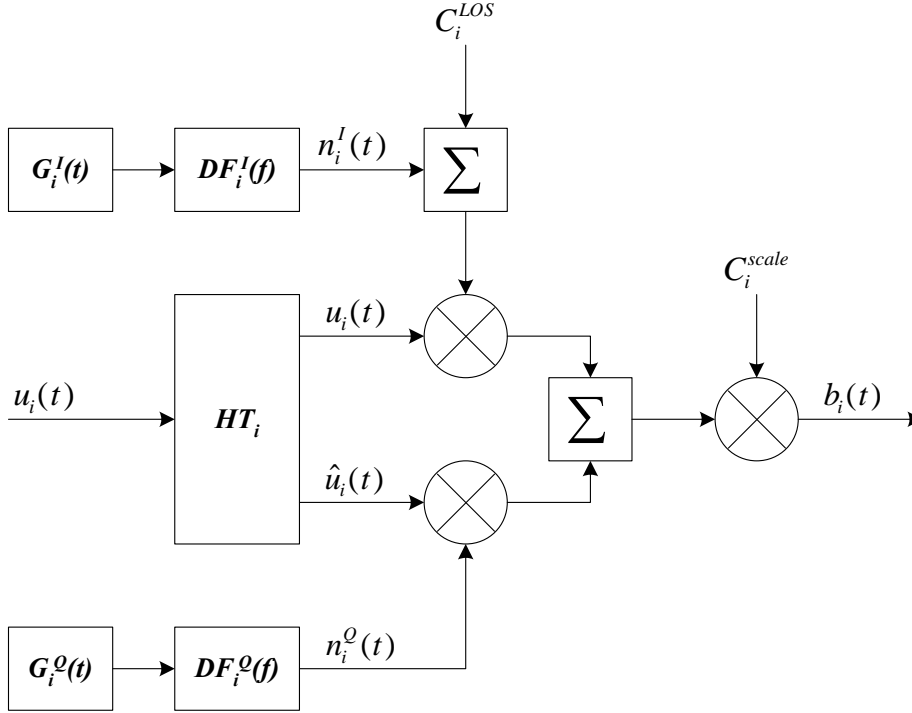 C_i^{LOS}
G_i^I(t)
DF_i^I(f)
n_i^I(t)
∑
C_i^{scale}
u_i(t)
u_i(t)
HT_i
∑
b_i(t)
û_i(t)
G_i^Q(t)
DF_i^Q(f)
n_i^Q(t)